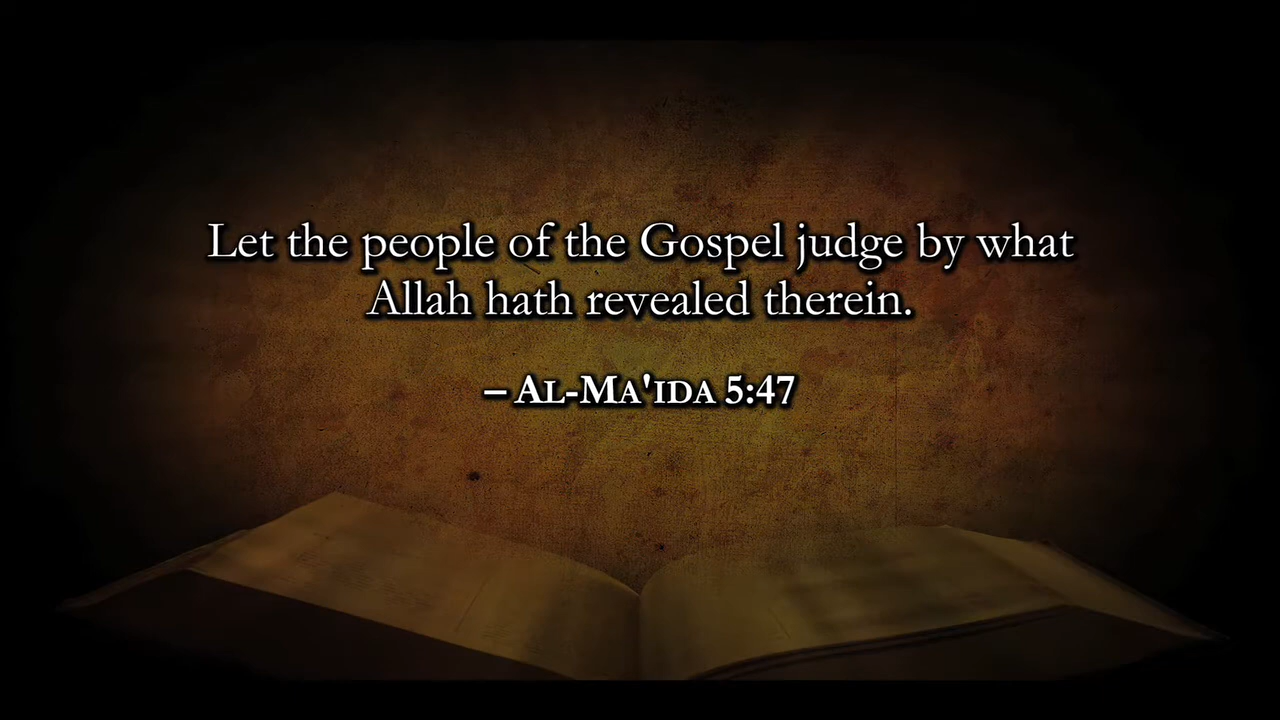 Let the people of the Gospel judge by what
Allah hath revealed therein.
– Al-Ma'ida 5:47